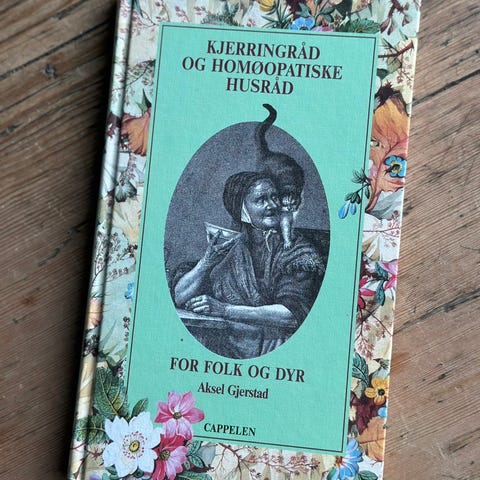 KJERRINGRÅD
OG HOMØOPATISKE
HUSRÅD
FOR FOLK OG DYR
Aksel Gjerstad
CAPPELEN